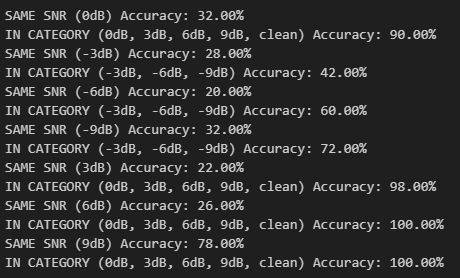 SAME SNR (0dB) Accuracy: 32.00%
IN CATEGORY (0dB, 3dB, 6dB, 9dB, clean) Accuracy: 90.00%
SAME SNR (-3dB) Accuracy: 28.00%
IN CATEGORY (-3dB, -6dB, -9dB) Accuracy: 42.00%
SAME SNR (-6dB) Accuracy: 20.00%
IN CATEGORY (-3dB, -6dB, -9dB) Accuracy: 60.00%
SAME SNR (-9dB) Accuracy: 32.00%
IN CATEGORY (-3dB, -6dB, -9dB) Accuracy: 72.00%
SAME SNR (3dB) Accuracy: 22.00%
IN CATEGORY (0dB, 3dB, 6dB, 9dB, clean) Accuracy: 98.00%
SAME SNR (6dB) Accuracy: 26.00%
IN CATEGORY (0dB, 3dB, 6dB, 9dB, clean) Accuracy: 100.00%
SAME SNR (9dB) Accuracy: 78.00%
IN CATEGORY (0dB, 3dB, 6dB, 9dB, clean) Accuracy: 100.00%